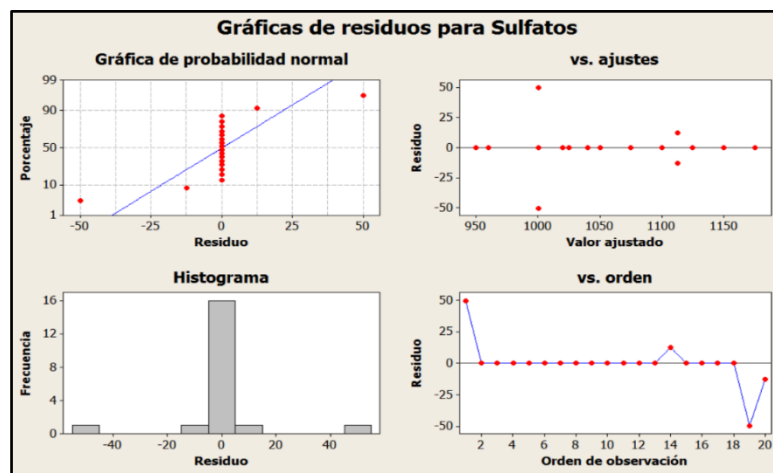 Gráficas de residuos para Sulfatos
Gráfica de probabilidad normal
99
90
50
10
1
Porcentaje
-50 -25 0 25 50
Residuo
vs. ajustes
50
25
0
-25
-50
Residuo
950 1000 1050 1100 1150
Valor ajustado
Histograma
16
12
8
4
0
Frecuencia
-40 -20 0 20 40
Residuo
vs. orden
50
25
0
-25
-50
Residuo
2 4 6 8 10 12 14 16 18 20
Orden de observación